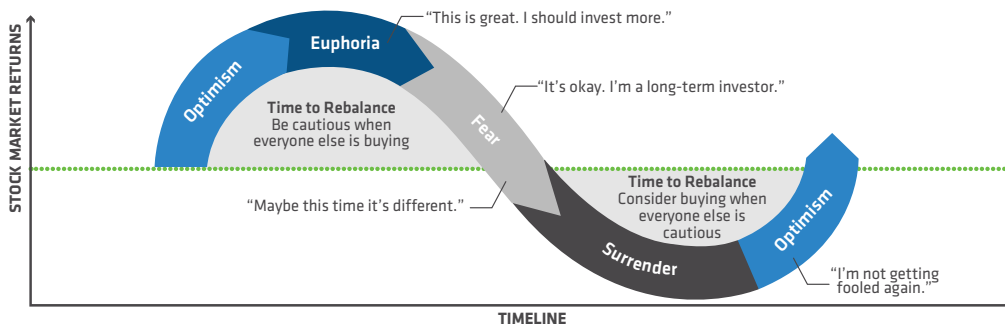 STOCK MARKET RETURNS
Optimism
Euphoria
“This is great. I should invest more.”
Time to Rebalance
Be cautious when
everyone else is buying
Fear
“It's okay. I'm a long-term investor.”
“Maybe this time it's different.”
Time to Rebalance
Consider buying when
everyone else is
cautious
Surrender
Optimism
“I'm not getting
fooled again.”
TIMELINE